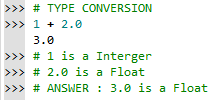 >>> # TYPE CONVERSION
>>> 1 + 2.0
3.0
>>> # 1 is a Interger
>>> # 2.0 is a Float
>>> # ANSWER : 3.0 is a Float